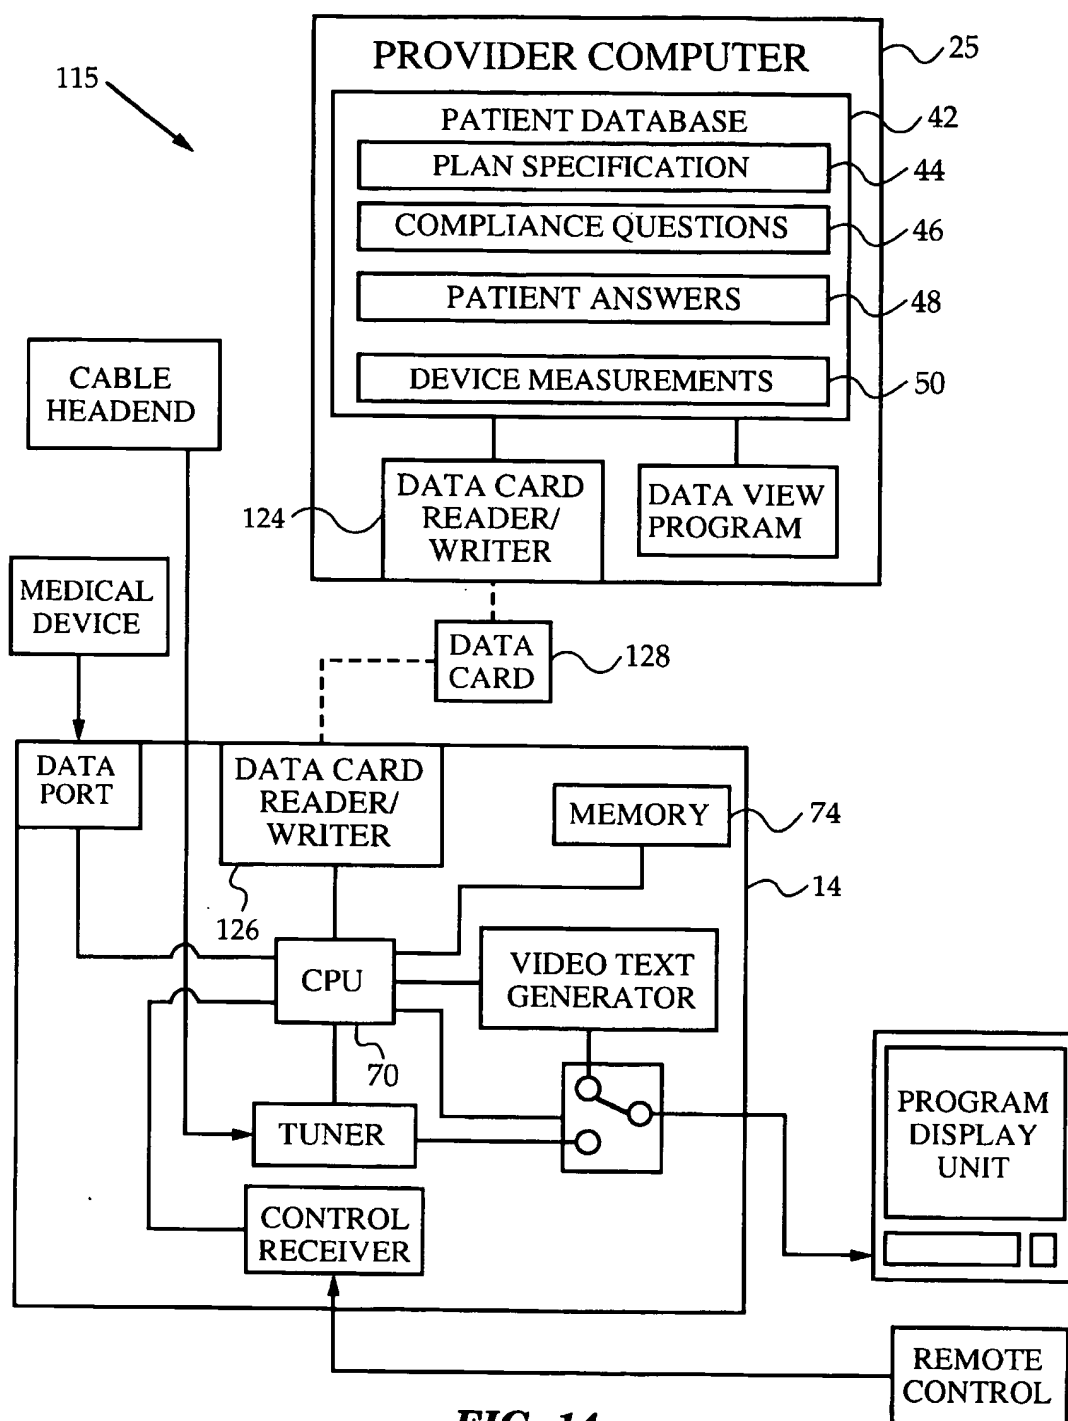 PROVIDER COMPUTER
25
115
PATIENT DATABASE
42
PLAN SPECIFICATION
44
COMPLIANCE QUESTIONS
46
PATIENT ANSWERS
48
DEVICE MEASUREMENTS
50
CABLE
HEADEND
DATA CARD
READER/
WRITER
124
DATA VIEW
PROGRAM
MEDICAL
DEVICE
DATA
CARD
128
DATA
PORT
DATA CARD
READER/
WRITER
126
MEMORY
74
14
CPU
70
VIDEO TEXT
GENERATOR
TUNER
CONTROL
RECEIVER
PROGRAM
DISPLAY
UNIT
REMOTE
CONTROL
FIG. 14